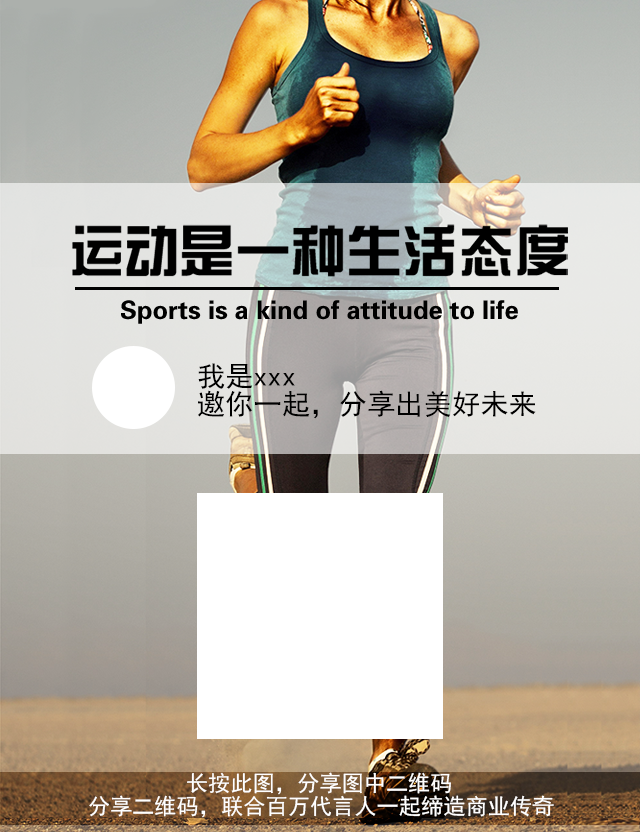 运动是一种生活态度
Sports is a kind of attitude to life
我是xxx
邀你一起，分享出美好未来
长按此图，分享图中二维码
分享二维码，联合百万代言人一起缔造商业传奇